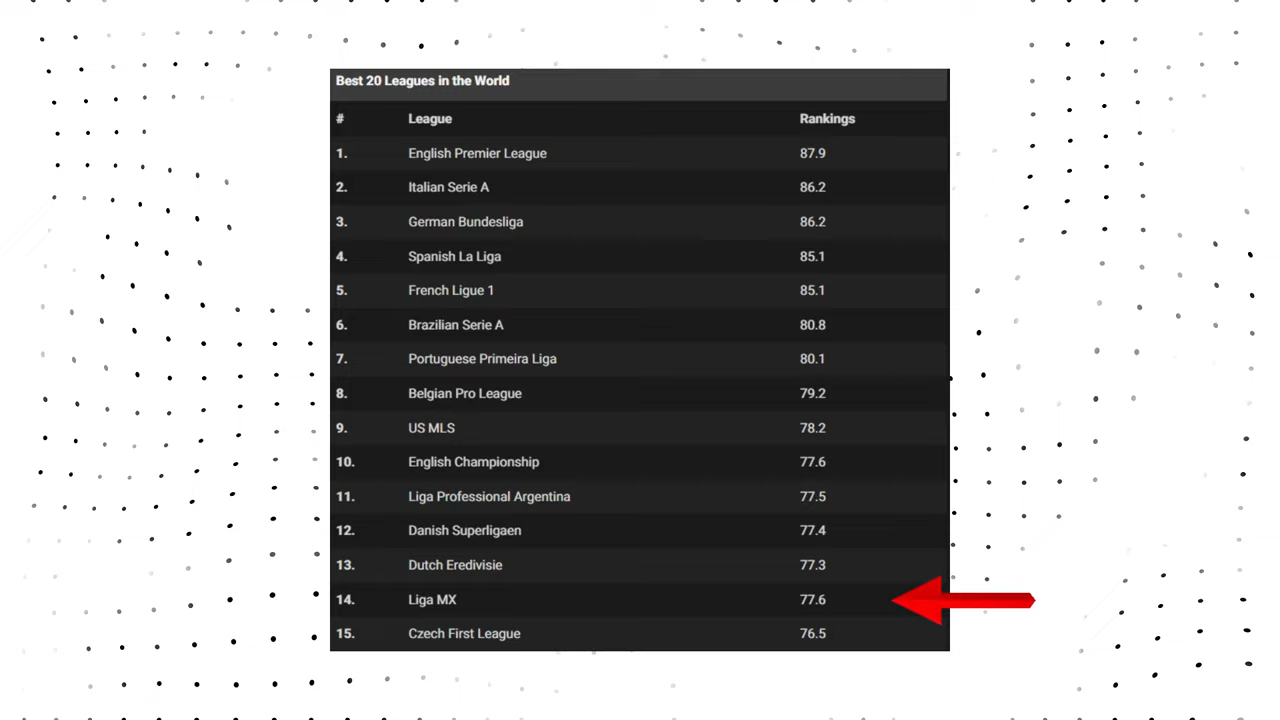 Best 20 Leagues in the World
# League Rankings
1. English Premier League 87.9
2. Italian Serie A 86.2
3. German Bundesliga 86.2
4. Spanish La Liga 85.1
5. French Ligue 1 85.1
6. Brazilian Serie A 80.8
7. Portuguese Primeira Liga 80.1
8. Belgian Pro League 79.2
9. US MLS 78.2
10. English Championship 77.6
11. Liga Professional Argentina 77.5
12. Danish Superligaen 77.4
13. Dutch Eredivisie 77.3
14. Liga MX 77.6
15. Czech First League 76.5